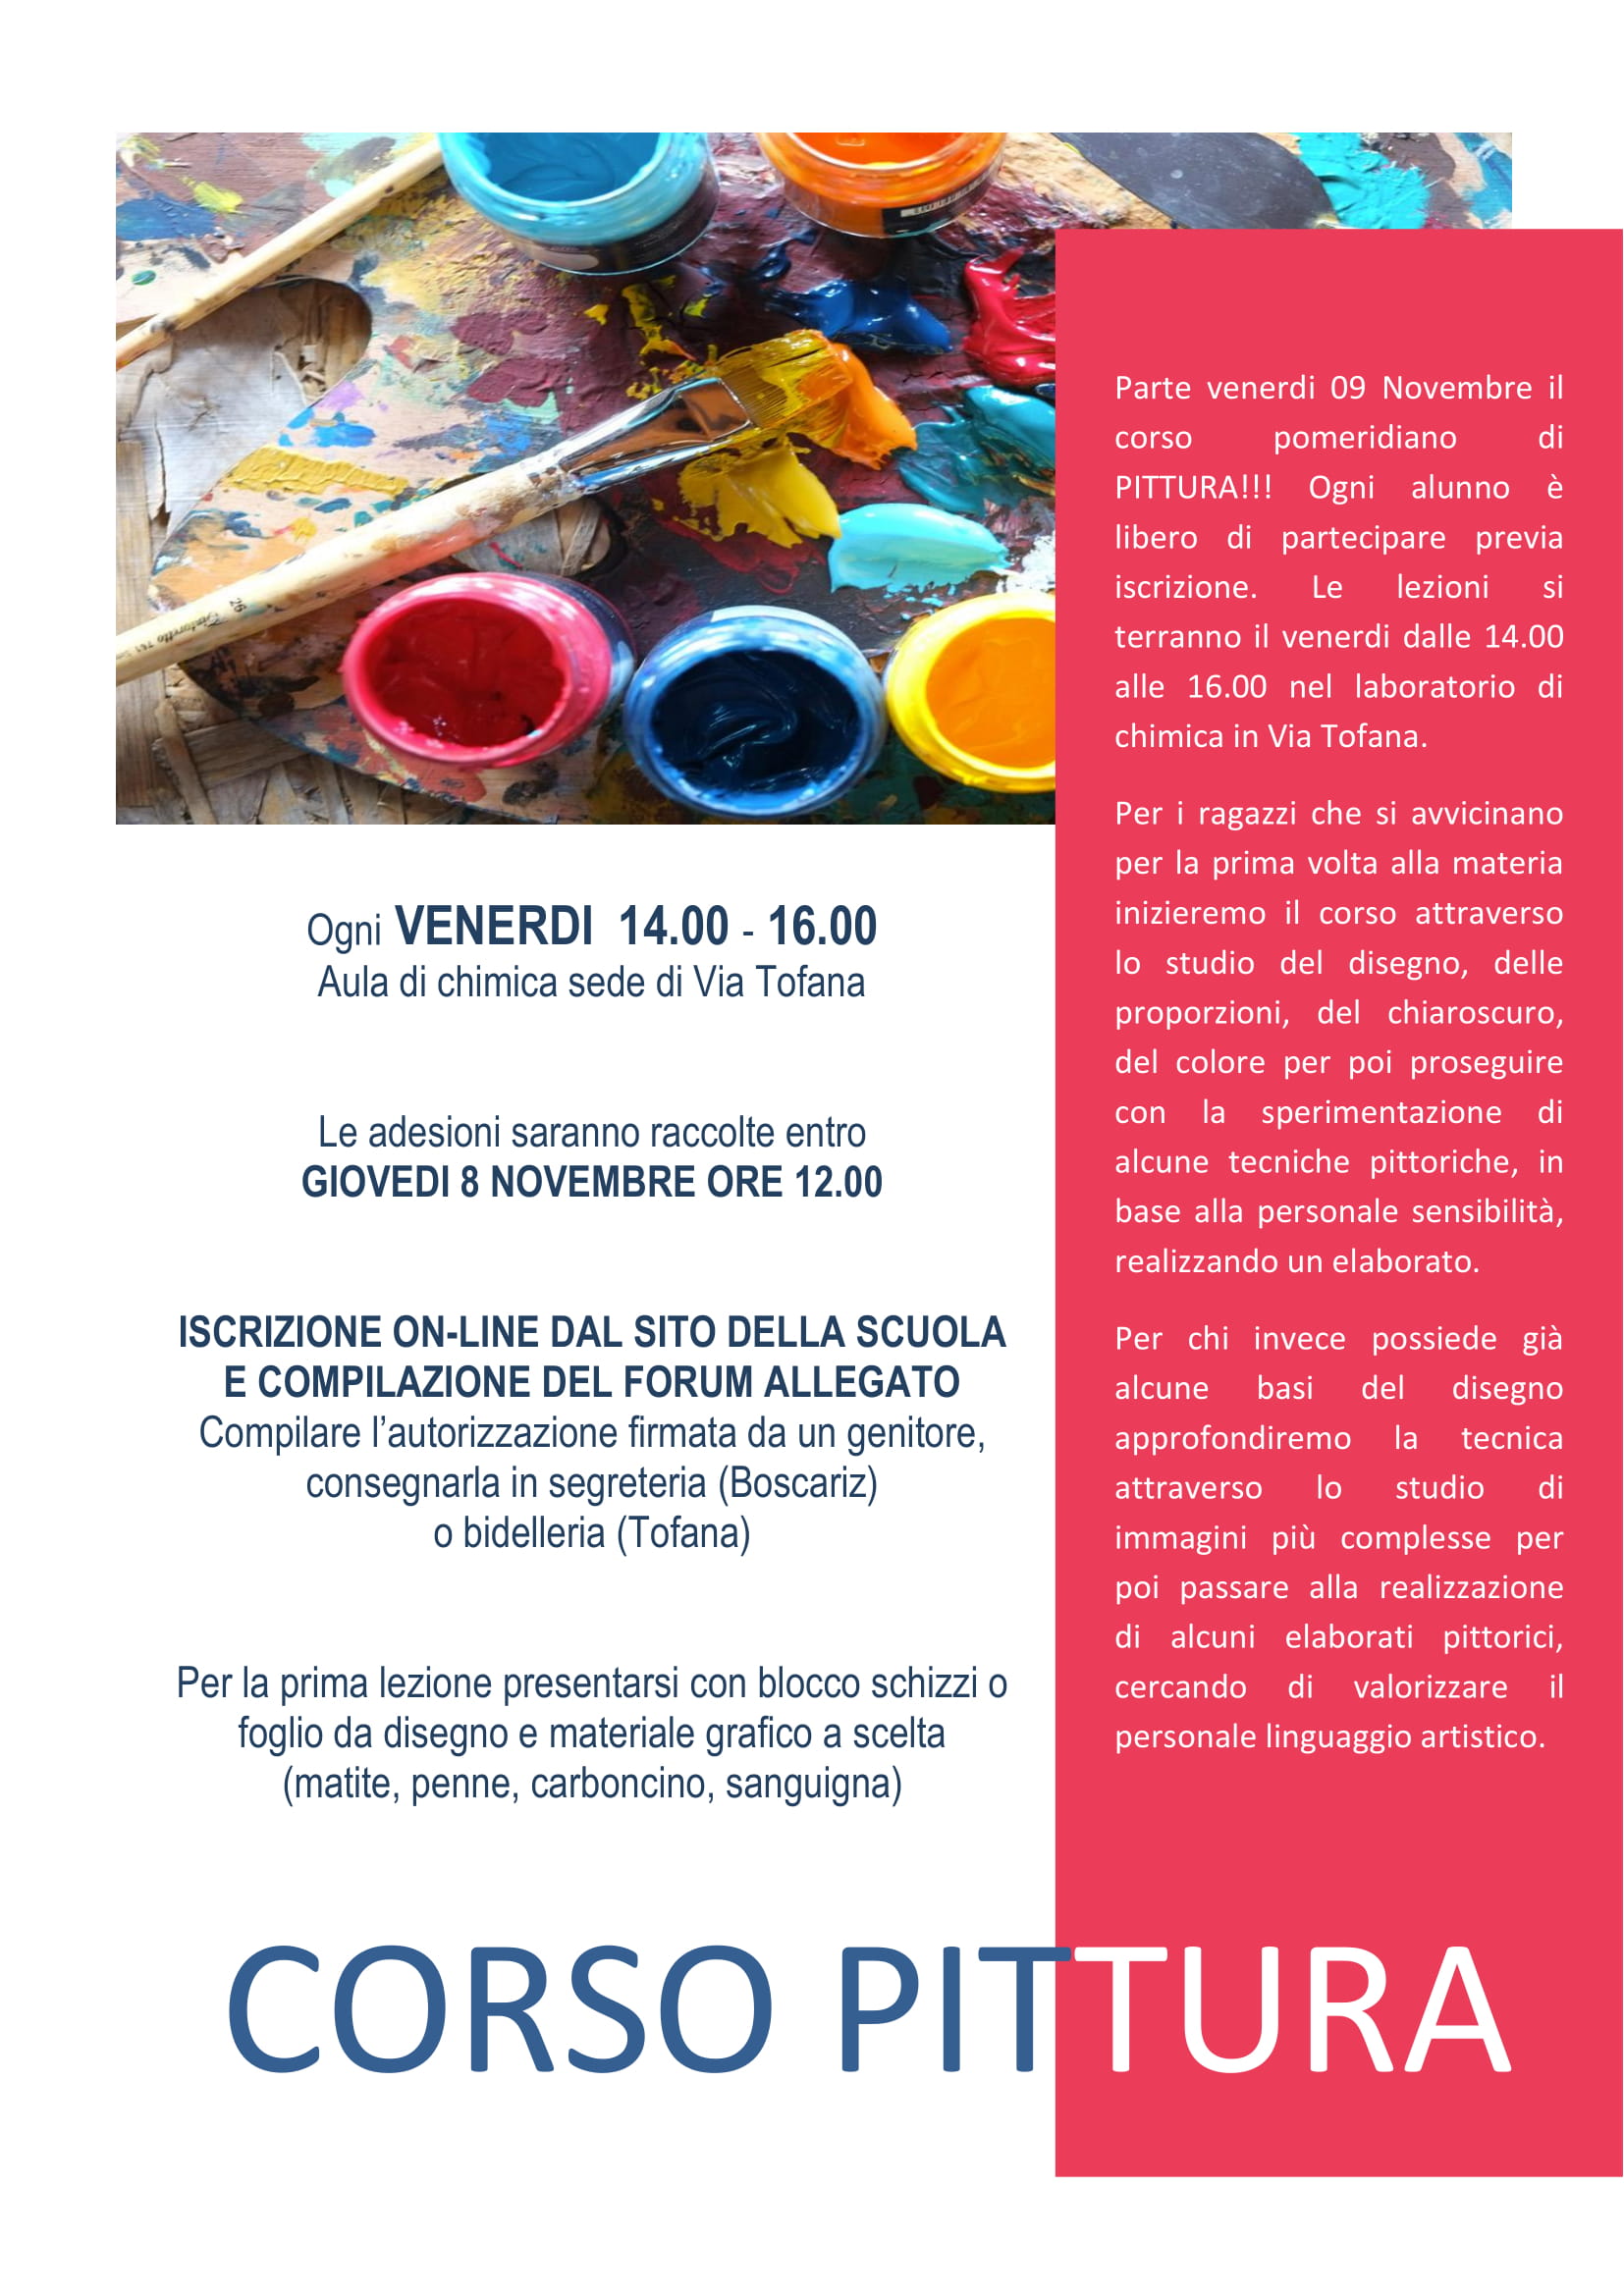 Parte venerdi 09 Novembre il
corso pomeridiano di
PITTURA!!! Ogni alunno è
libero di partecipare previa
iscrizione. Le lezioni si
terranno il venerdi dalle 14.00
alle 16.00 nel laboratorio di
chimica in Via Tofana.
Per i ragazzi che si avvicinano
per la prima volta alla materia
inizieremo il corso attraverso
lo studio del disegno, delle
proporzioni, del chiaroscuro,
del colore per poi proseguire
con la sperimentazione di
alcune tecniche pittoriche, in
base alla personale sensibilità,
realizzando un elaborato.
Per chi invece possiede già
alcune basi del disegno
approfondiremo la tecnica
attraverso lo studio di
immagini più complesse per
poi passare alla realizzazione
di alcuni elaborati pittorici,
cercando di valorizzare il
personale linguaggio artistico.
Ogni VENERDI 14.00 - 16.00
Aula di chimica sede di Via Tofana
Le adesioni saranno raccolte entro
GIOVEDI 8 NOVEMBRE ORE 12.00
ISCRIZIONE ON-LINE DAL SITO DELLA SCUOLA
E COMPILAZIONE DEL FORUM ALLEGATO
Compilare l'autorizzazione firmata da un genitore,
consegnarla in segreteria (Boscariz)
o bidelleria (Tofana)
Per la prima lezione presentarsi con blocco schizzi o
foglio da disegno e materiale grafico a scelta
(matite, penne, carboncino, sanguigna)
CORSO PITTURA